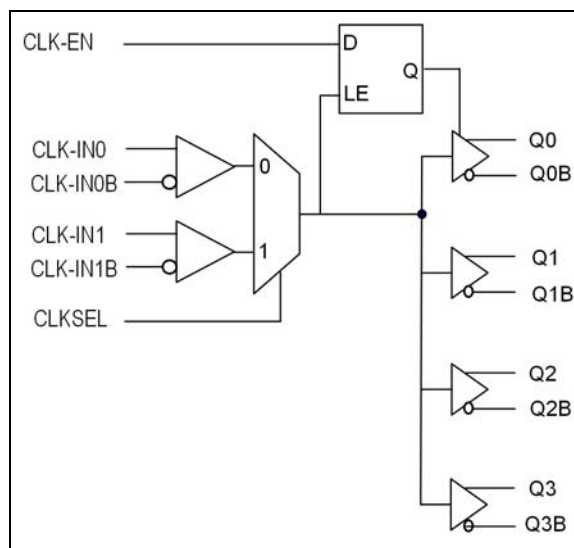 CLK-EN
D
Q
LE
CLK-IN0
CLK-IN0B
0
CLK-IN1
CLK-IN1B
1
CLKSEL
Q0
Q0B
Q1
Q1B
Q2
Q2B
Q3
Q3B